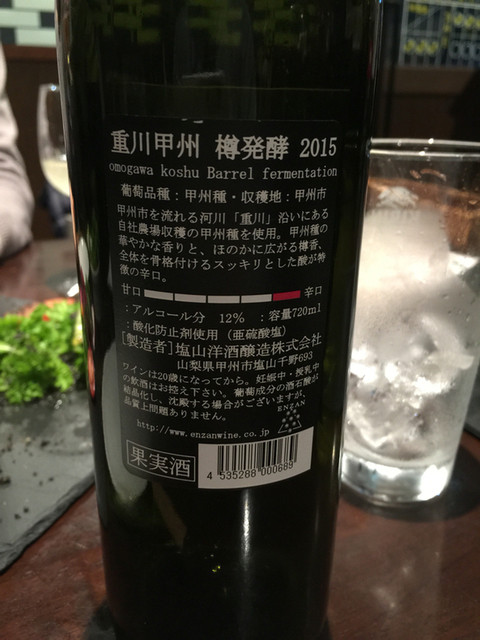 重川甲州 樽発酵 2015
omogawa koshu Barrel fermentation
葡萄品種：甲州種・収穫地：甲州市
甲州市を流れる河川「重川」沿いにある
自社農場収穫の甲州種を使用。甲州種の
華やかな香りと、ほのかに広がる樽香、
全体を骨格付けるスッキリとした酸が特
徴の辛口。
甘口 辛口
：アルコール分 12% ：容量720ml
：酸化防止剤使用（亜硫酸塩）
[製造者]塩山洋酒醸造株式会社
山梨県甲州市塩山千野693
ワインは20歳になってから。妊娠中・授乳中
の飲酒はお控え下さい。葡萄成分の酒石酸が
結晶化し、沈殿する場合がございますが、
品質上問題ありません。
ENZAN
http://www.enzanwine.co.jp
果実酒
4 535288 000689